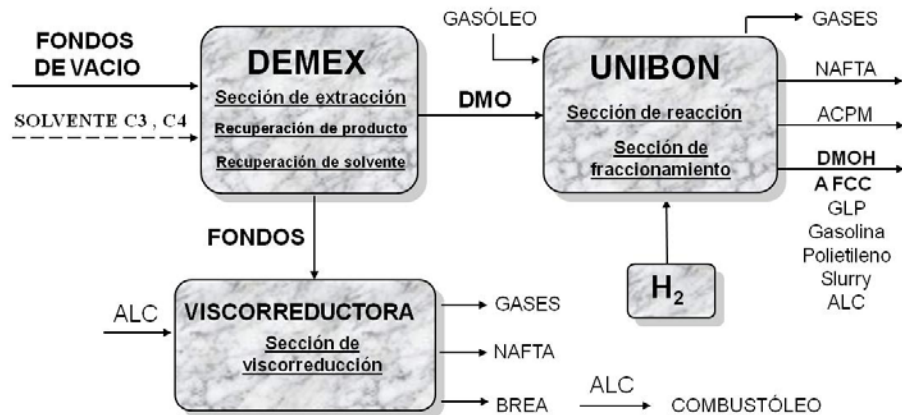 FONDOS
DE VACIO
SOLVENTE C3 , C4
DEMEX
Sección de extracción
Recuperación de producto
Recuperación de solvente
DMO
GASÓLEO
UNIBON
Sección de reacción
Sección de
fraccionamiento
GASES
NAFTA
ACPM
DMOH
A FCC
GLP
Gasolina
Polietileno
Slurry
ALC
H2
FONDOS
ALC
VISCORREDUCTORA
Sección de
viscorreducción
GASES
NAFTA
BREA
ALC
COMBUSTÓLEO